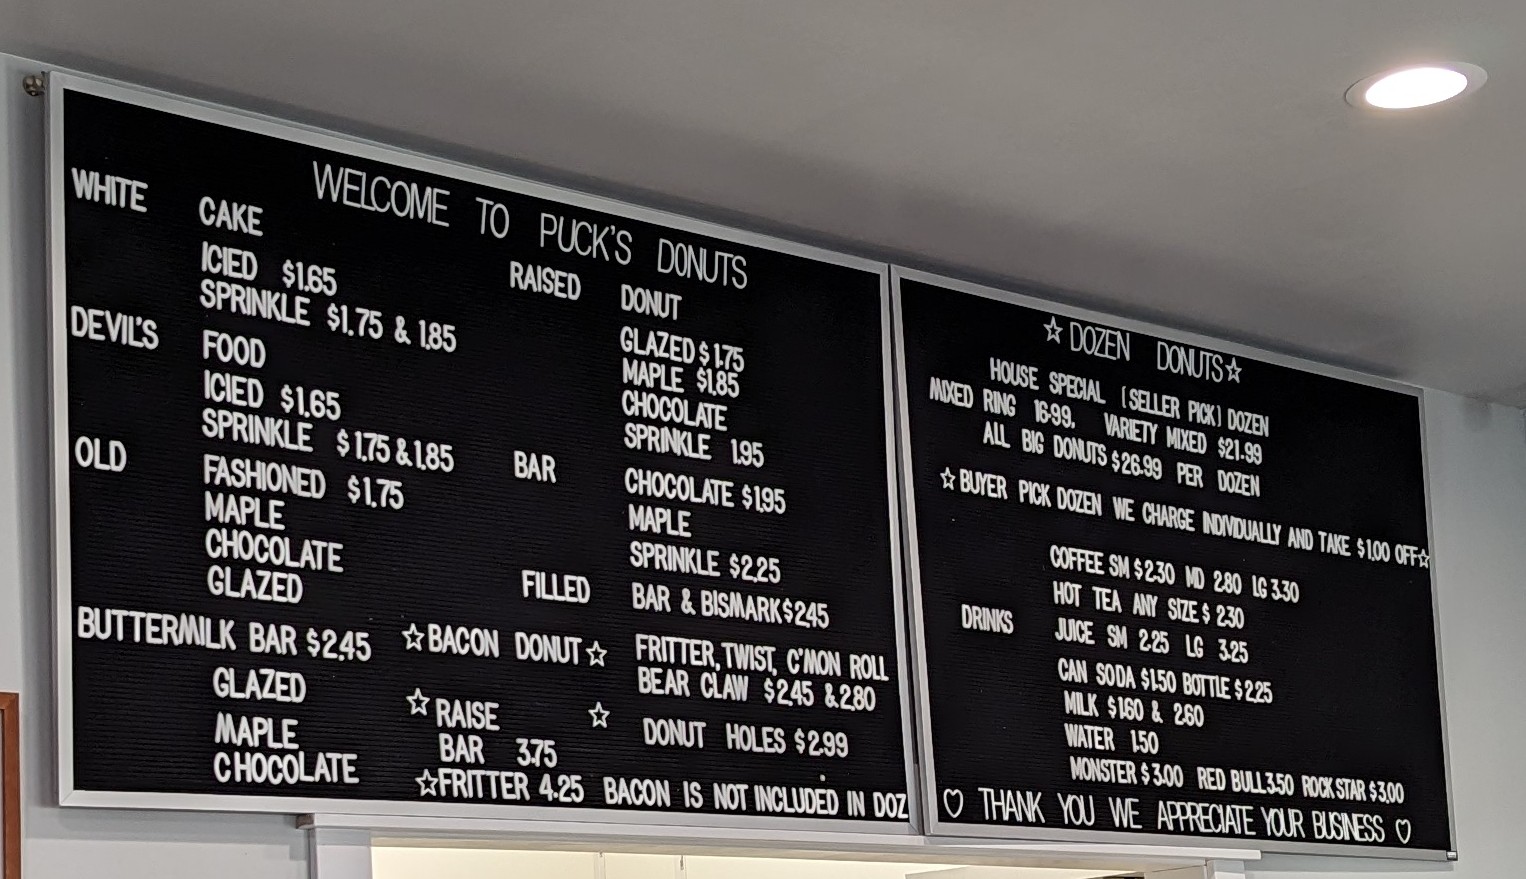 WELCOME TO PUCK'S DONUTS
WHITE CAKE
ICIED $1.65
SPRINKLE $1.75 & 1.85
DEVIL'S FOOD
ICIED $1.65
SPRINKLE $1.75 & 1.85
OLD FASHIONED $1.75
MAPLE
CHOCOLATE
GLAZED
BUTTERMILK BAR $2.45
GLAZED
MAPLE
CHOCOLATE
RAISED DONUT
GLAZED $1.75
MAPLE $1.85
CHOCOLATE
SPRINKLE 1.95
BAR CHOCOLATE $1.95
MAPLE
SPRINKLE $2.25
FILLED BAR & BISMARK $2.45
☆BACON DONUT☆
☆RAISE ☆
BAR 3.75
☆FRITTER 4.25 BACON IS NOT INCLUDED IN DOZ
FRITTER, TWIST, C'MON ROLL
BEAR CLAW $2.45 & 2.80
DONUT HOLES $2.99
☆DOZEN DONUTS☆
HOUSE SPECIAL (SELLER PICK) DOZEN
MIXED RING 16.99, VARIETY MIXED $21.99
ALL BIG DONUTS $26.99 PER DOZEN
☆BUYER PICK DOZEN WE CHARGE INDIVIDUALLY AND TAKE $1.00 OFF☆
COFFEE SM $2.30 MD 2.80 LG 3.30
HOT TEA ANY SIZE $ 2.30
DRINKS JUICE SM 2.25 LG 3.25
CAN SODA $1.50 BOTTLE $2.25
MILK $1.60 & 2.60
WATER 1.50
MONSTER $3.00 RED BULL 3.50 ROCK STAR $3.00
♡ THANK YOU WE APPRECIATE YOUR BUSINESS ♡